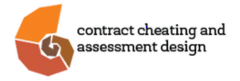 contract cheating and
assessment design